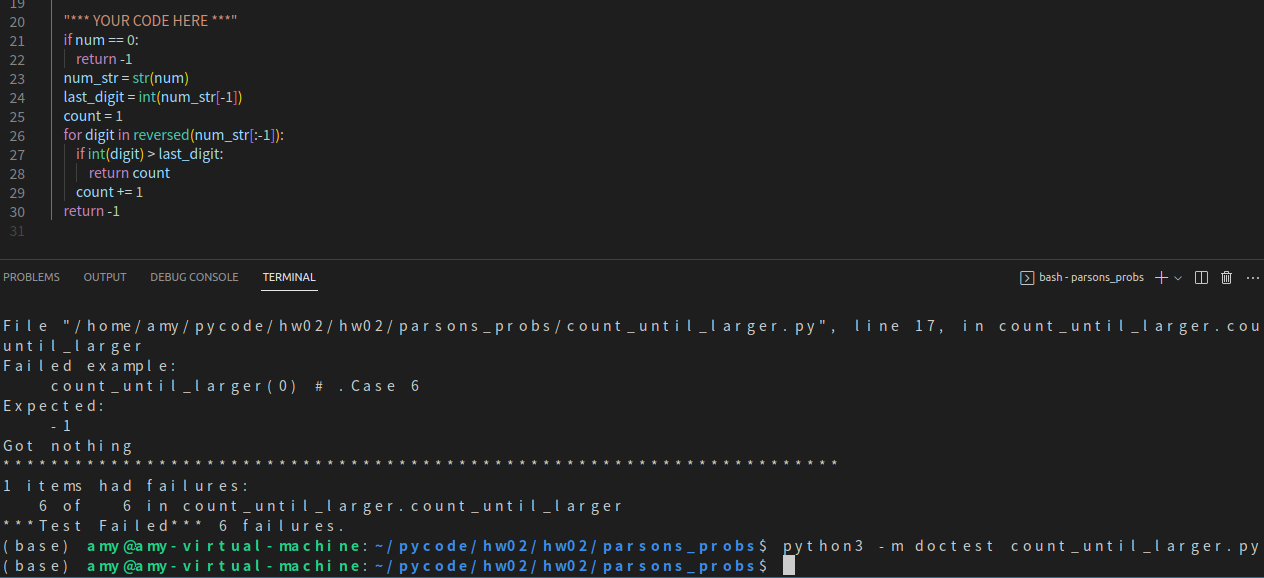 19
20 "*** YOUR CODE HERE ***"
21 if num == 0:
22 return -1
23 num_str = str(num)
24 last_digit = int(num_str[-1])
25 count = 1
26 for digit in reversed(num_str[:-1]):
27 if int(digit) > last_digit:
28 return count
29 count += 1
30 return -1
31
PROBLEMS OUTPUT DEBUG CONSOLE TERMINAL bash - parsons_probs
File "/home/amy/pycode/hw02/hw02/parsons_probs/count_until_larger.py", line 17, in count_until_larger.cou
until_larger
Failed example:
count_until_larger(0) # .Case 6
Expected:
-1
Got nothing
**********************************************************************
1 items had failures:
6 of 6 in count_until_larger.count_until_larger
***Test Failed*** 6 failures.
(base) amy@amy-virtual-machine:~/pycode/hw02/hw02/parsons_probs$ python3 -m doctest count_until_larger.py
(base) amy@amy-virtual-machine:~/pycode/hw02/hw02/parsons_probs$